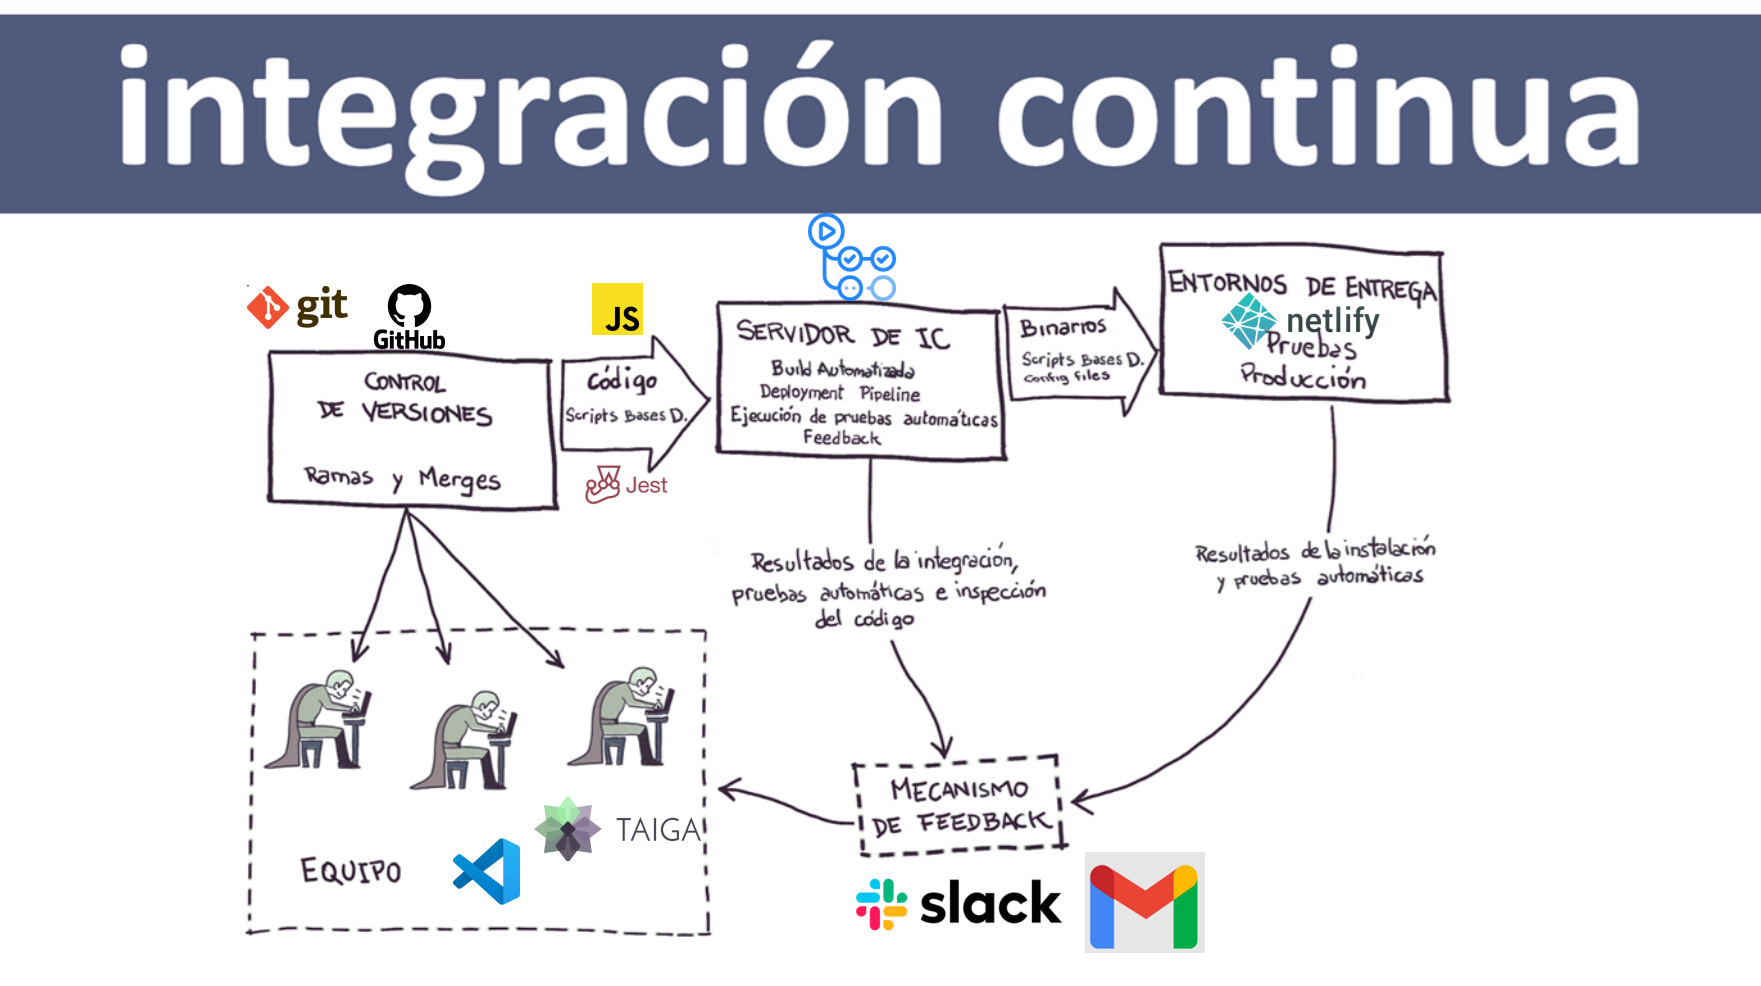 integración continua
git
GitHub
CONTROL
DE VERSIONES
Ramas y Merges
JS
Código
Scripts Bases D.
Jest
SERVIDOR DE IC
Build Automatizada
Deployment Pipeline
Ejecución de pruebas automáticas
Feedback
Binarios
Scripts Bases D.
Config Files
ENTORNOS DE ENTREGA
netlify
Pruebas
Producción
Resultados de la integración,
pruebas automáticas e inspección
del código
Resultados de la instalación
y pruebas automáticas
MECANISMO
DE FEEDBACK
slack
TAIGA
EQUIPO